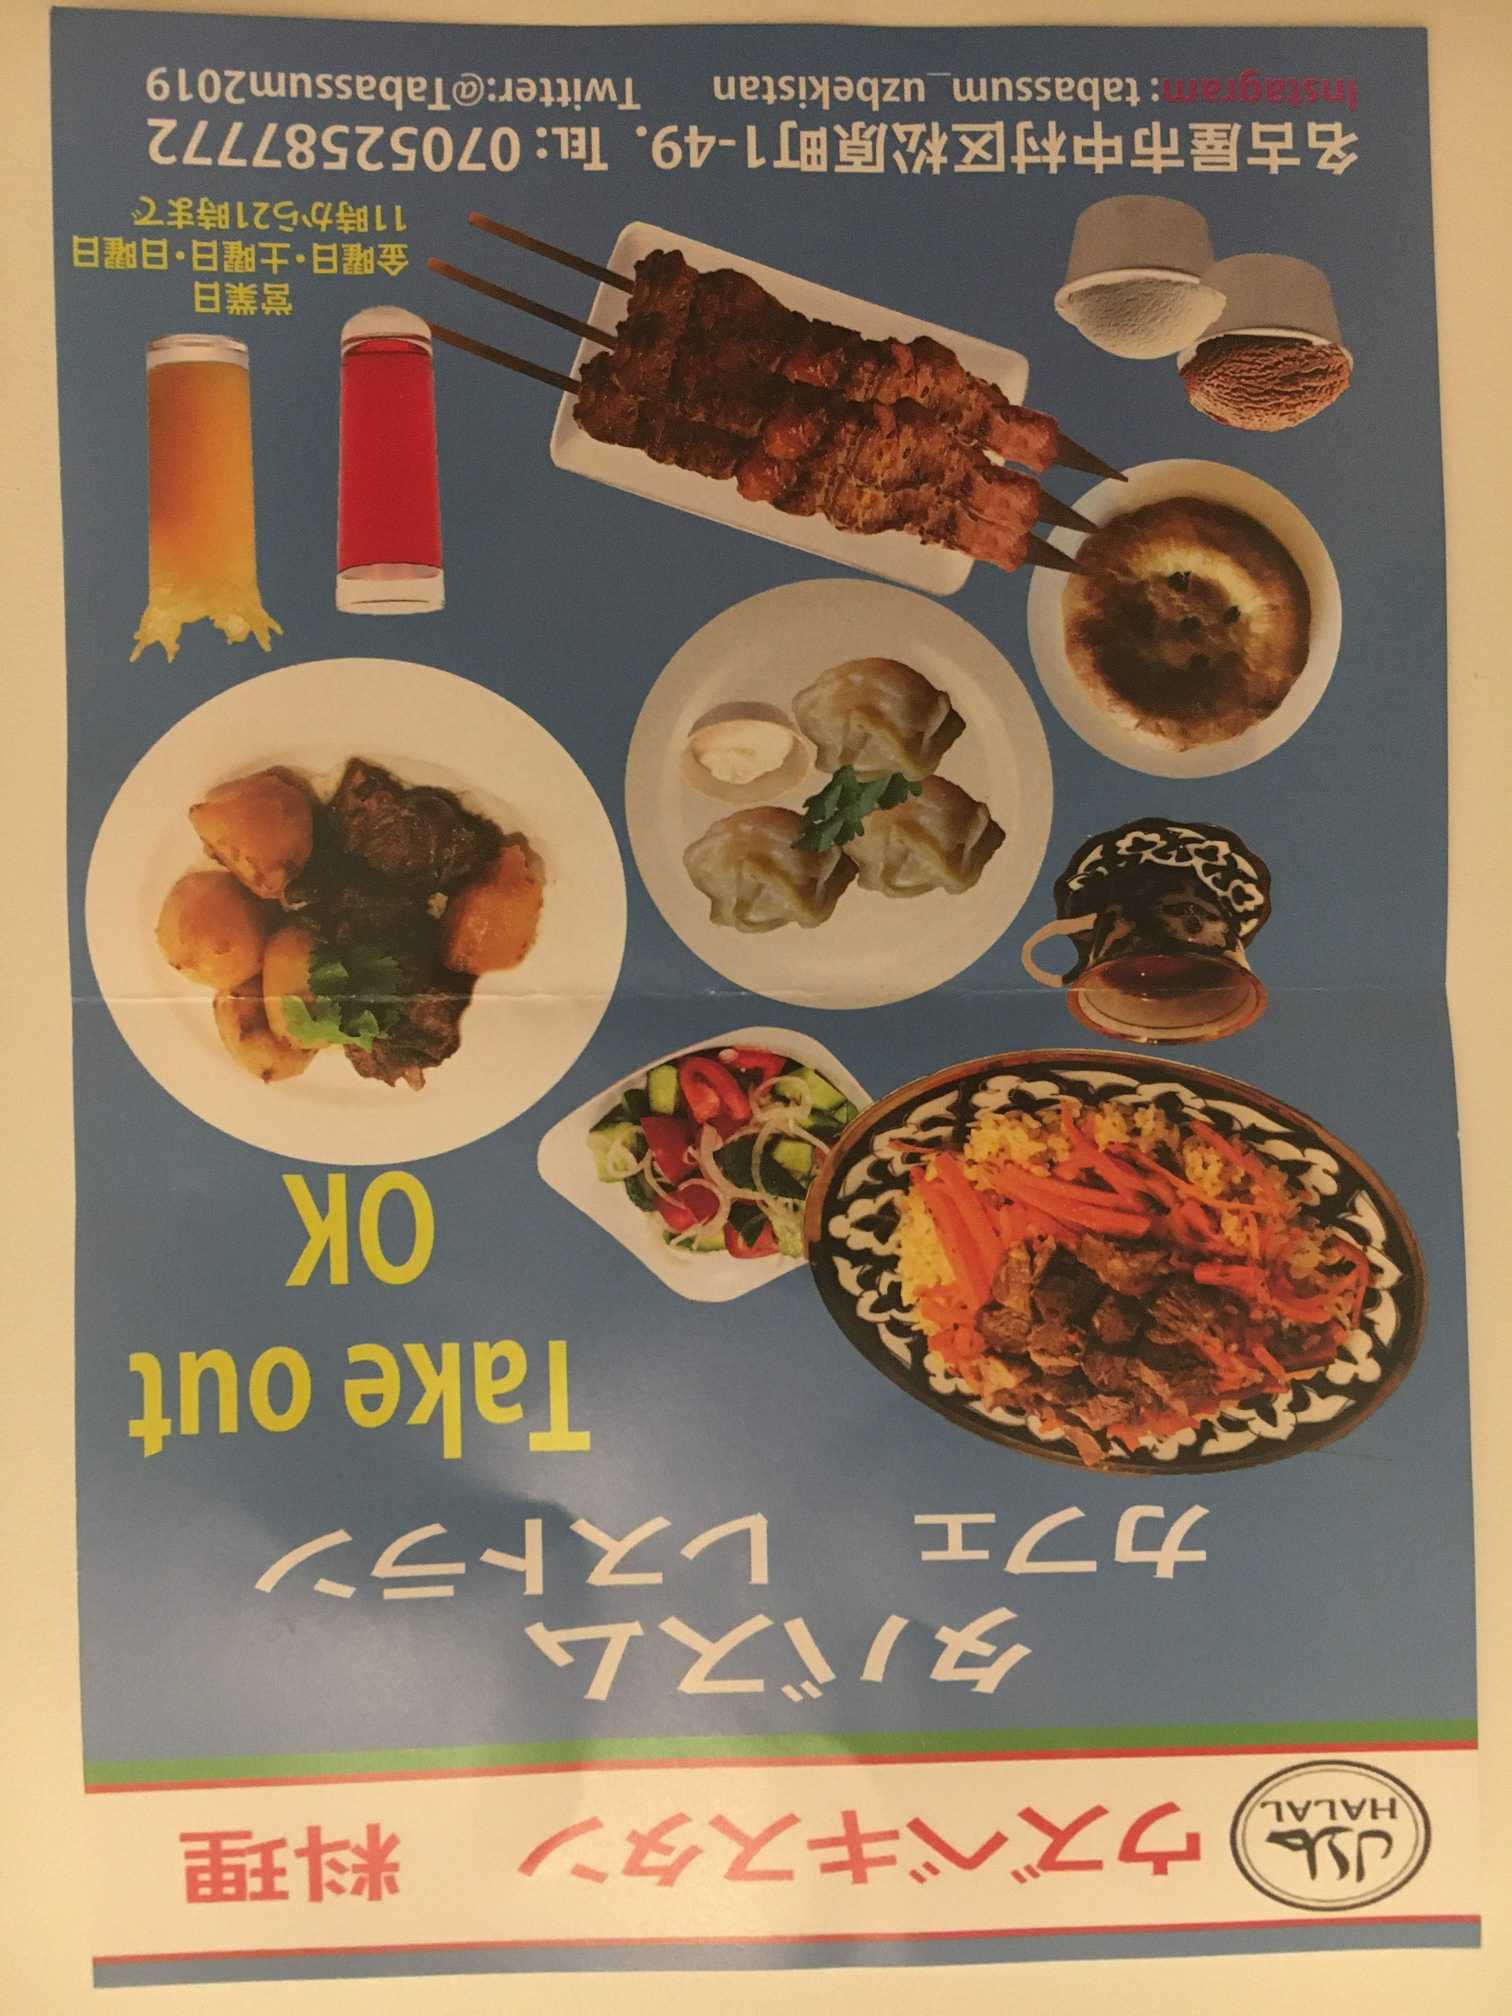 حلال
HALAL
ウズベキスタン 料理
タバスム
カフェ レストラン
Take out
OK
営業日
金曜日・土曜日・日曜日
11時から21時まで
名古屋市中村区松原町1-49. TEL: 07052587772
Instagram: tabassum_uzbekistan Twitter:@Tabassum2019